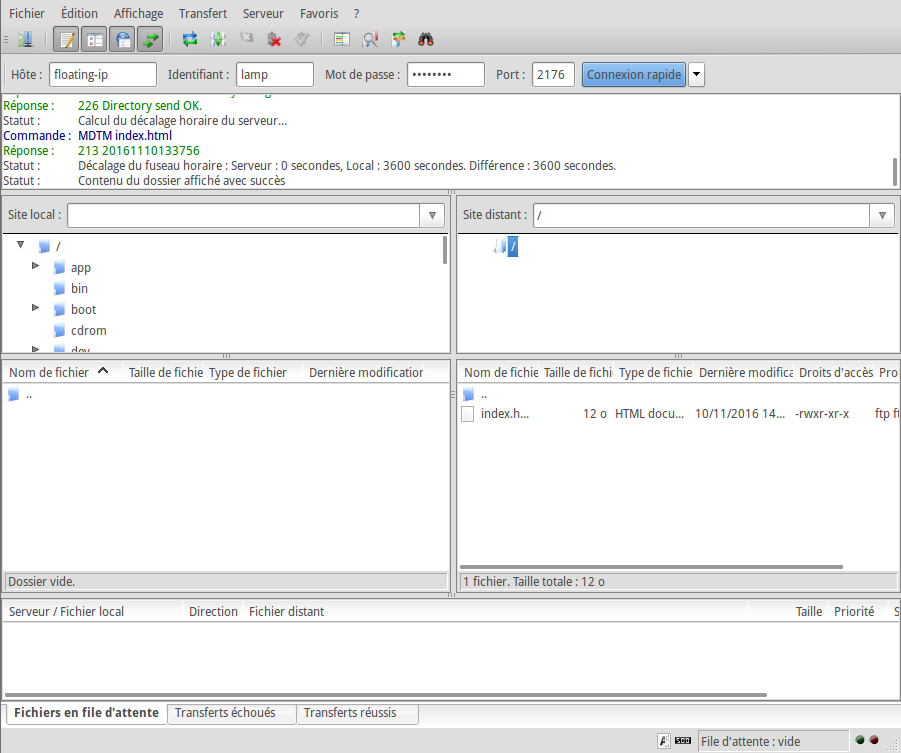 Fichier Édition Affichage Transfert Serveur Favoris ?
Hôte : floating-ip Identifiant : lamp Mot de passe : •••••••• Port : 2176 Connexion rapide
Réponse : 226 Directory send OK.
Statut : Calcul du décalage horaire du serveur...
Commande : MDTM index.html
Réponse : 213 20161110133756
Statut : Décalage du fuseau horaire : Serveur : 0 secondes, Local : 3600 secondes. Différence : 3600 secondes.
Statut : Contenu du dossier affiché avec succès
Site local : Site distant : /
/ /
app
bin
boot
cdrom
dev
Nom de fichier Taille de fichie Type de fichier Dernière modification Nom de fichie Taille de fichi Type de fichie Dernière modifica Droits d'accès Pro
.. ..
index.h... 12 o HTML docu... 10/11/2016 14... -rwxr-xr-x ftp f
Dossier vide. 1 fichier. Taille totale : 12 o
Serveur / Fichier local Direction Fichier distant Taille Priorité S
Fichiers en file d'attente Transferts échoués Transferts réussis
File d'attente : vide